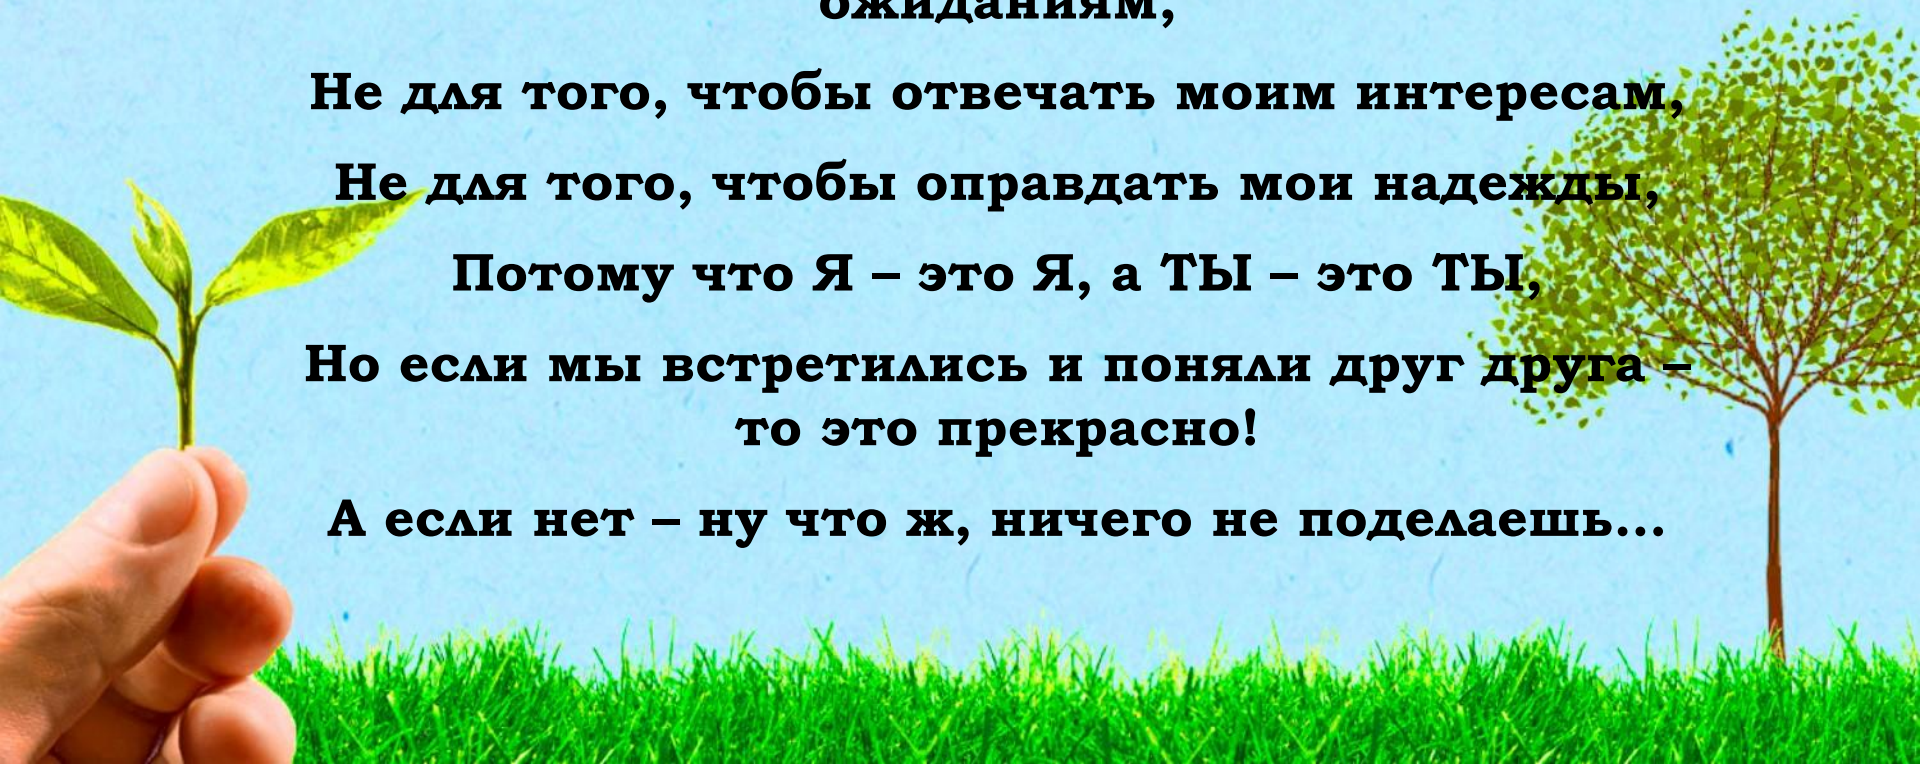 ожиданиям,
Не для того, чтобы отвечать моим интересам,
Не для того, чтобы оправдать мои надежды,
Потому что Я – это Я, а ТЫ – это ТЫ,
Но если мы встретились и поняли друг друга –
то это прекрасно!
А если нет – ну что ж, ничего не поделаешь...